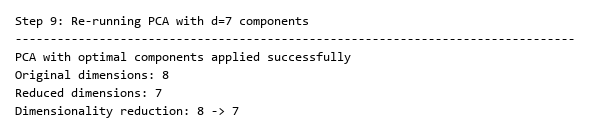 Step 9: Re-running PCA with d=7 components
--------------------------------------------------------------------------------
PCA with optimal components applied successfully
Original dimensions: 8
Reduced dimensions: 7
Dimensionality reduction: 8 -> 7